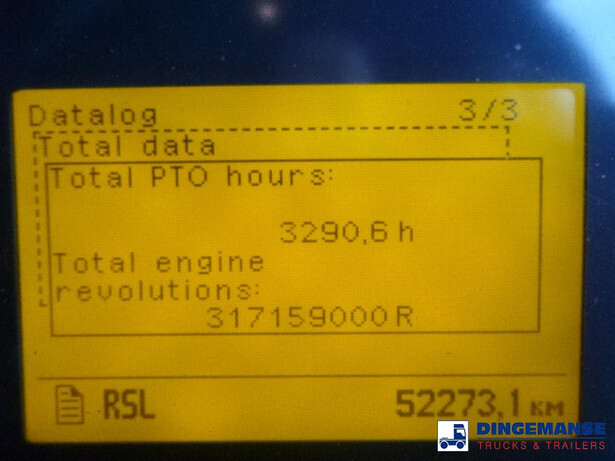 Datalog 3/3
Total data
Total PTO hours:
3290,6 h
Total engine
revolutions:
317159000 R
RSL 52273,1 KM
DINGEMANSE
TRUCKS & TRAILERS